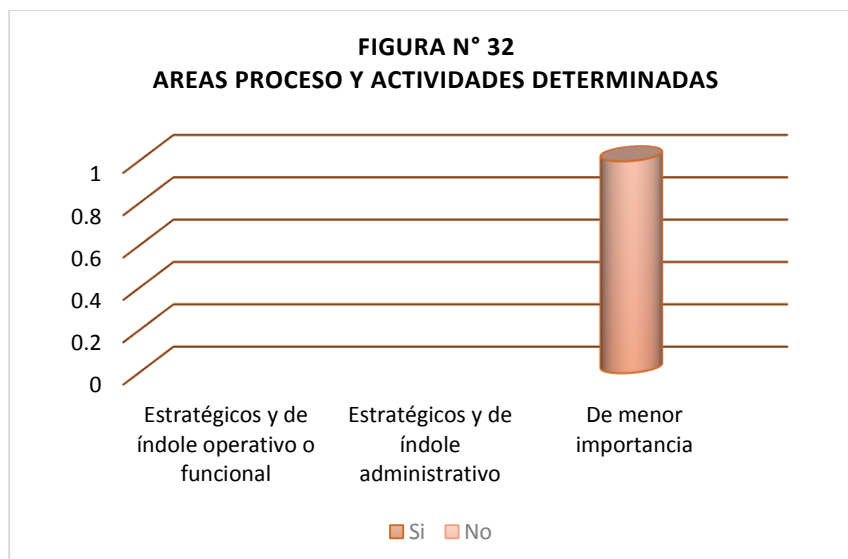 FIGURA N° 32
AREAS PROCESO Y ACTIVIDADES DETERMINADAS
1
0.8
0.6
0.4
0.2
0
Estratégicos y de
índole operativo o
funcional
Estratégicos y de
índole
administrativo
De menor
importancia
Si No